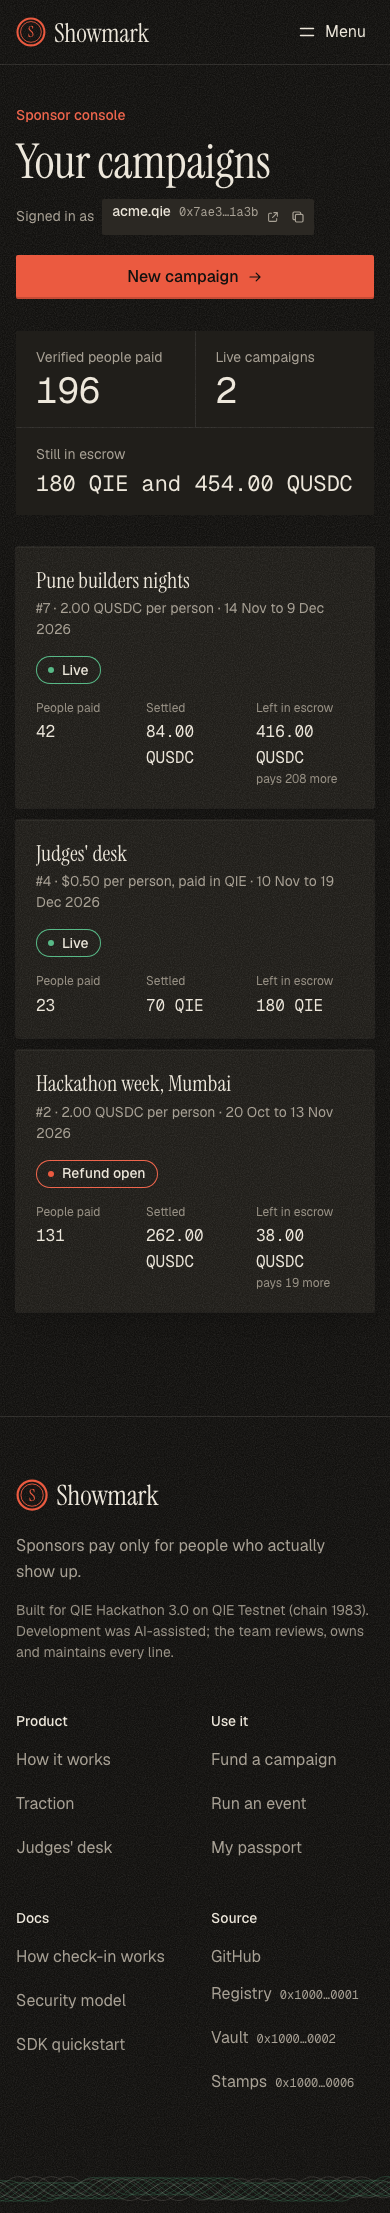 S Showmark
Menu
Sponsor console
Your campaigns
Signed in as acme.qie 0x7ae3…1a3b
New campaign →
Verified people paid Live campaigns
196 2
Still in escrow
180 QIE and 454.00 QUSDC
Pune builders nights
#7 · 2.00 QUSDC per person · 14 Nov to 9 Dec
2026
Live
People paid Settled Left in escrow
42 84.00 416.00
QUSDC QUSDC
pays 208 more
Judges' desk
#4 · $0.50 per person, paid in QIE · 10 Nov to 19
Dec 2026
Live
People paid Settled Left in escrow
23 70 QIE 180 QIE
Hackathon week, Mumbai
#2 · 2.00 QUSDC per person · 20 Oct to 13 Nov
2026
Refund open
People paid Settled Left in escrow
131 262.00 38.00
QUSDC QUSDC
pays 19 more
S Showmark
Sponsors pay only for people who actually
show up.
Built for QIE Hackathon 3.0 on QIE Testnet (chain 1983).
Development was AI-assisted; the team reviews, owns
and maintains every line.
Product
How it works
Traction
Judges' desk
Use it
Fund a campaign
Run an event
My passport
Docs
How check-in works
Security model
SDK quickstart
Source
GitHub
Registry 0x1000…0001
Vault 0x1000…0002
Stamps 0x1000…0006